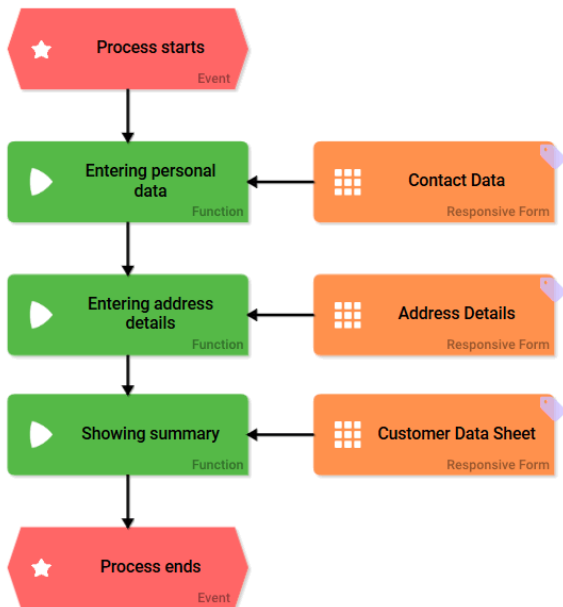 Process starts
Event
Entering personal
data
Function
Contact Data
Responsive Form
Entering address
details
Function
Address Details
Responsive Form
Showing summary
Function
Customer Data Sheet
Responsive Form
Process ends
Event